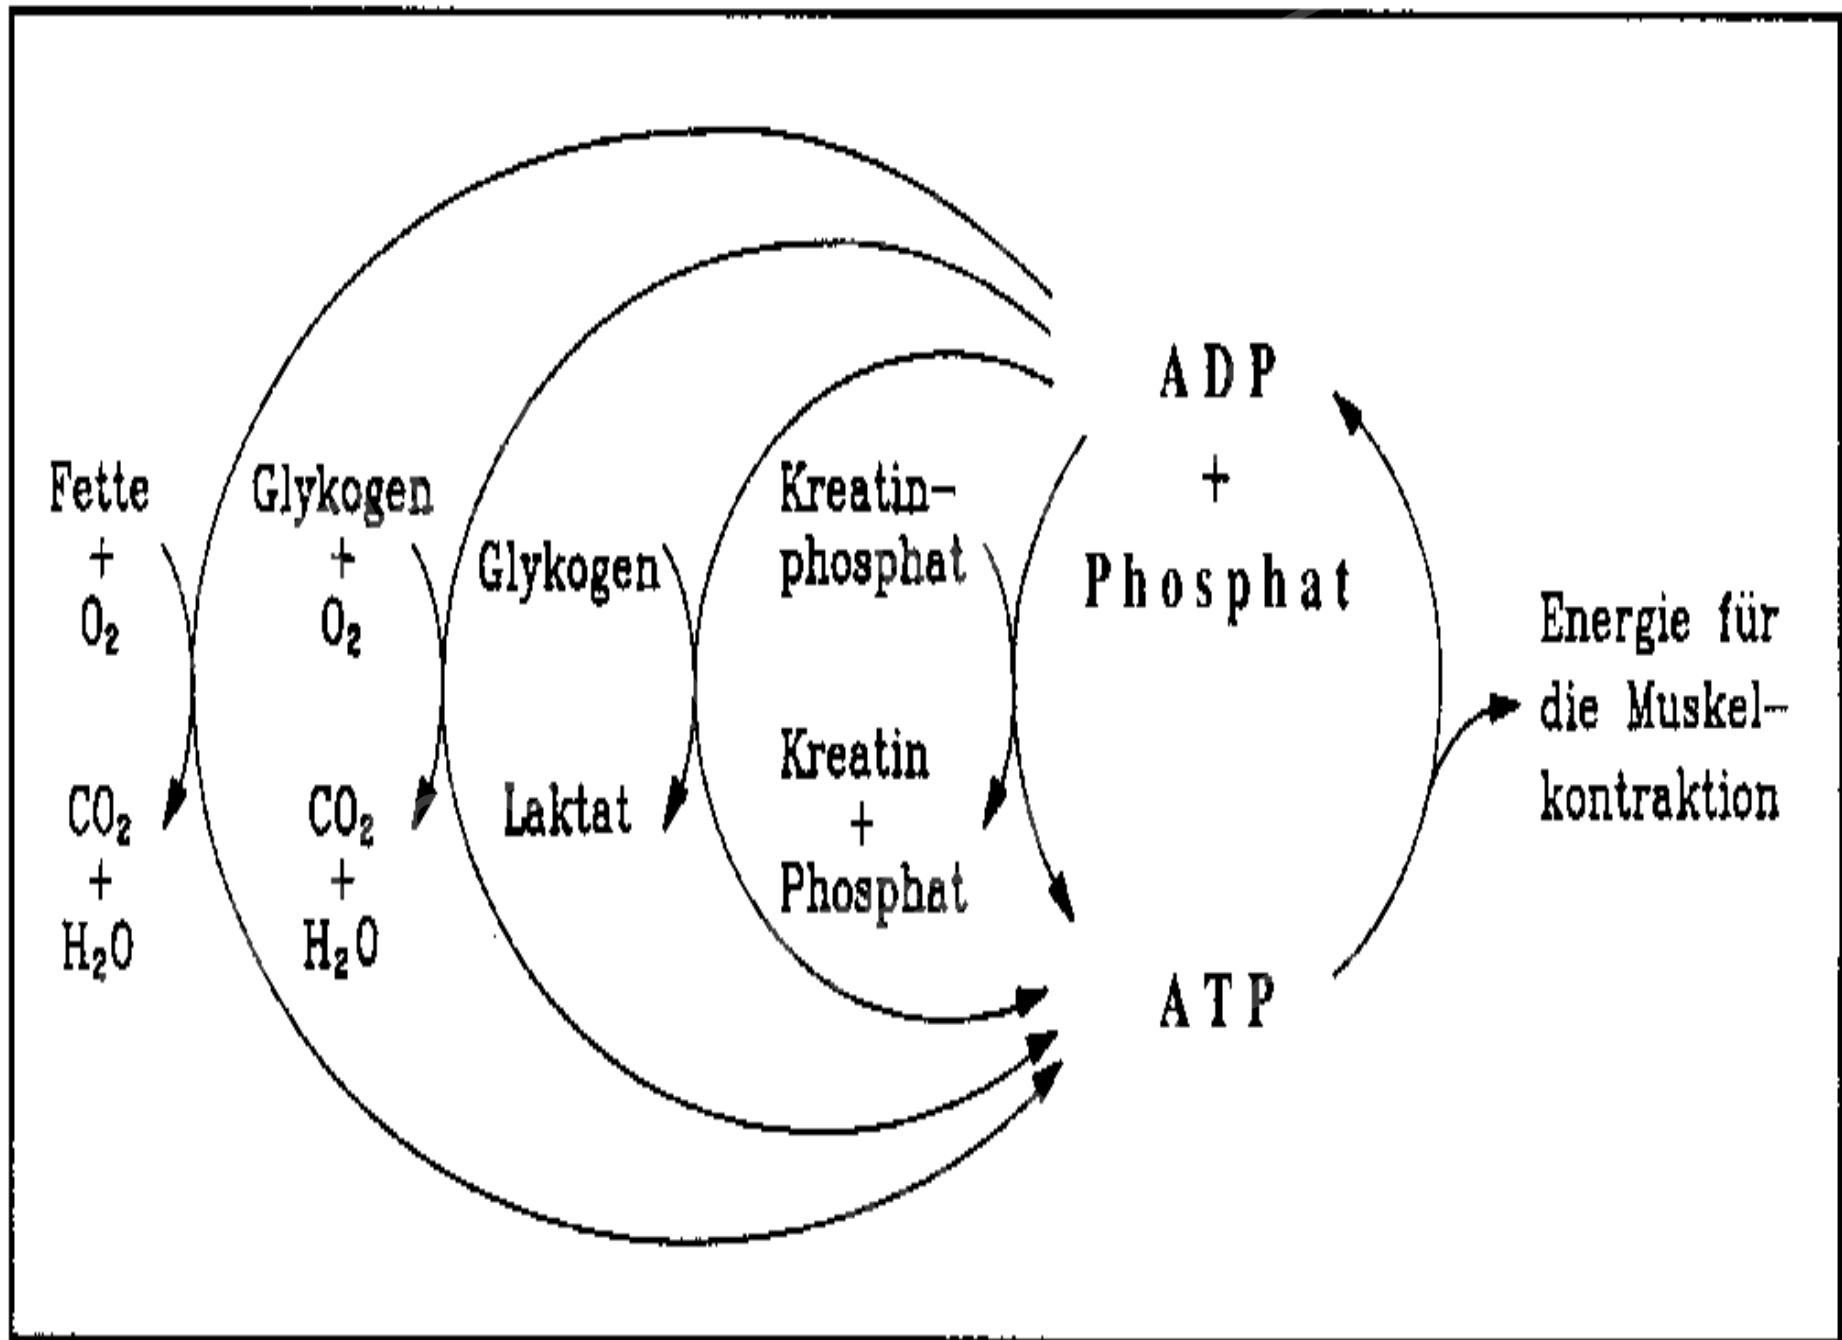 Fette
+
O₂
CO₂
+
H₂O
Glykogen
+
O₂
CO₂
+
H₂O
Glykogen
Laktat
Kreatin-
phosphat
Kreatin
+
Phosphat
ADP
+
Phosphat
ATP
Energie für
die Muskel-
kontraktion